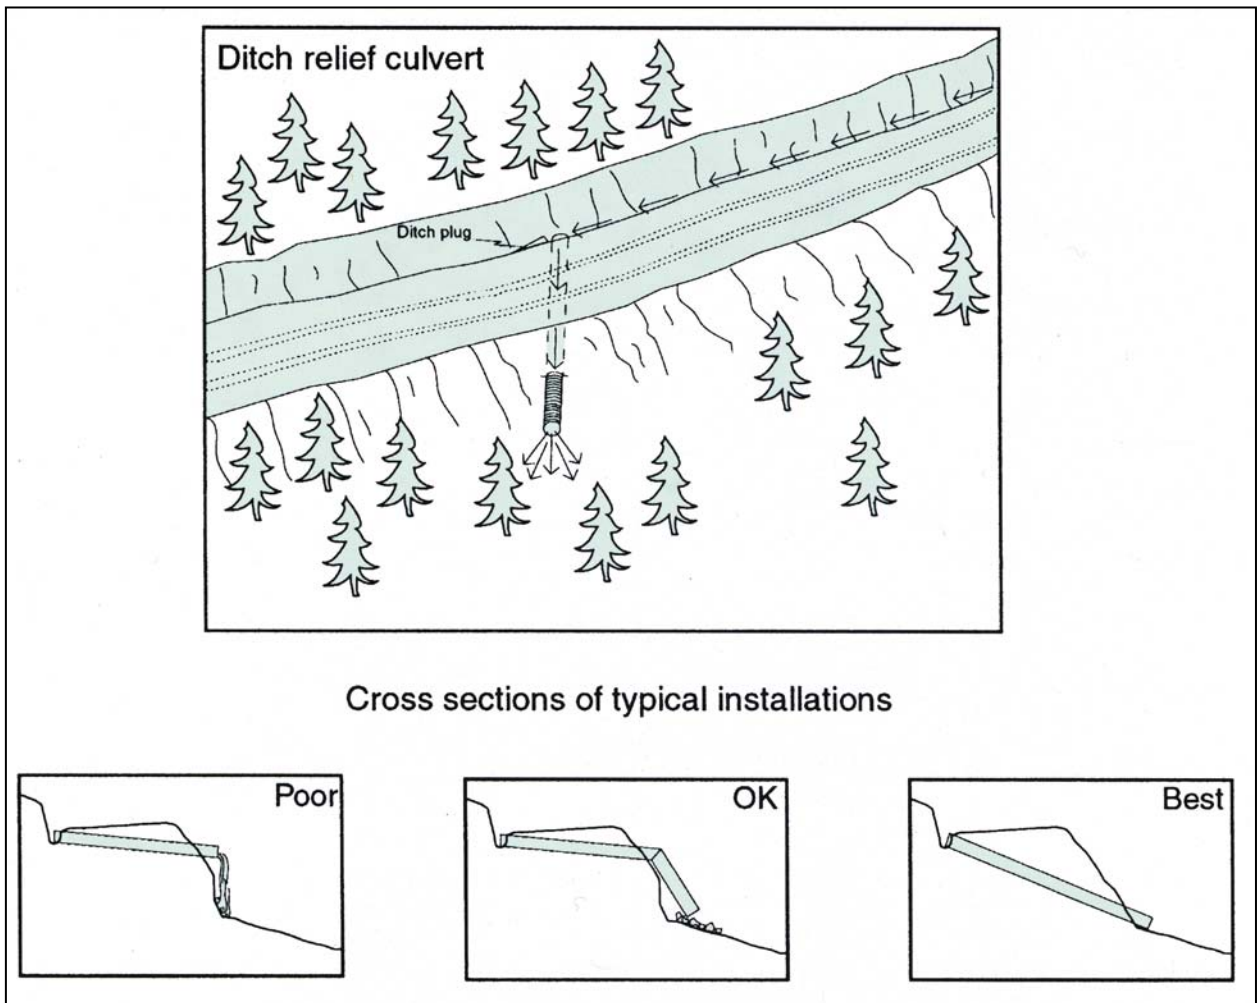 Ditch relief culvert
Ditch plug
Cross sections of typical installations
Poor
OK
Best